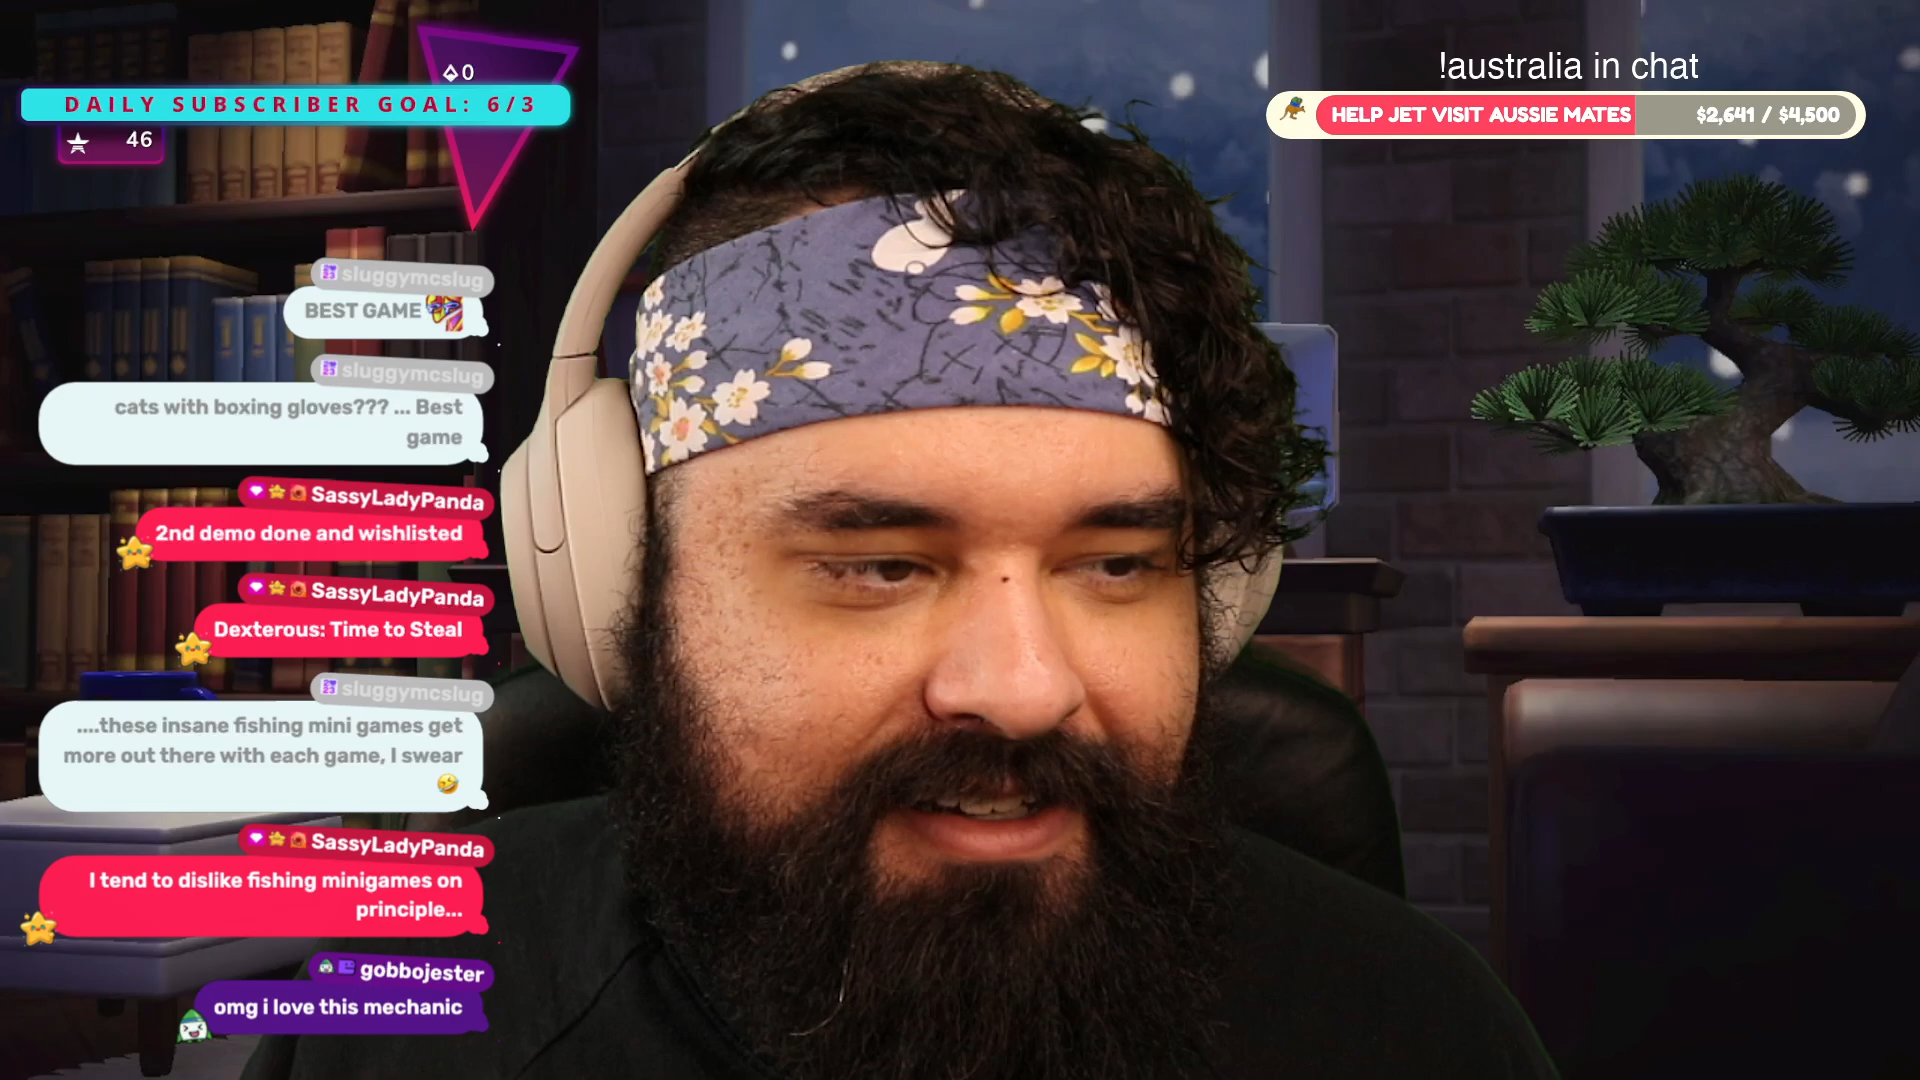 0
DAILY SUBSCRIBER GOAL: 6/3
46
!australia in chat
HELP JET VISIT AUSSIE MATES $2,641 / $4,500
sluggymcslug
BEST GAME
sluggymcslug
cats with boxing gloves??? ... Best
game
SassyLadyPanda
2nd demo done and wishlisted
SassyLadyPanda
Dexterous: Time to Steal
sluggymcslug
....these insane fishing mini games get
more out there with each game, I swear
🤣
SassyLadyPanda
I tend to dislike fishing minigames on
principle...
gobbojester
omg i love this mechanic